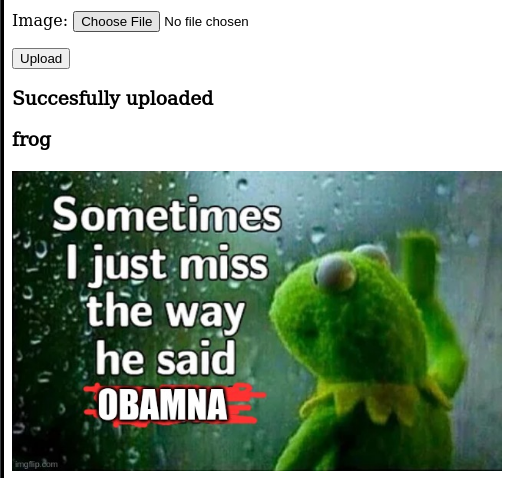 Image: Choose File No file chosen
Upload
Succesfully uploaded
frog
Sometimes
I just miss
the way
he said
OBAMNA
imgflip.com